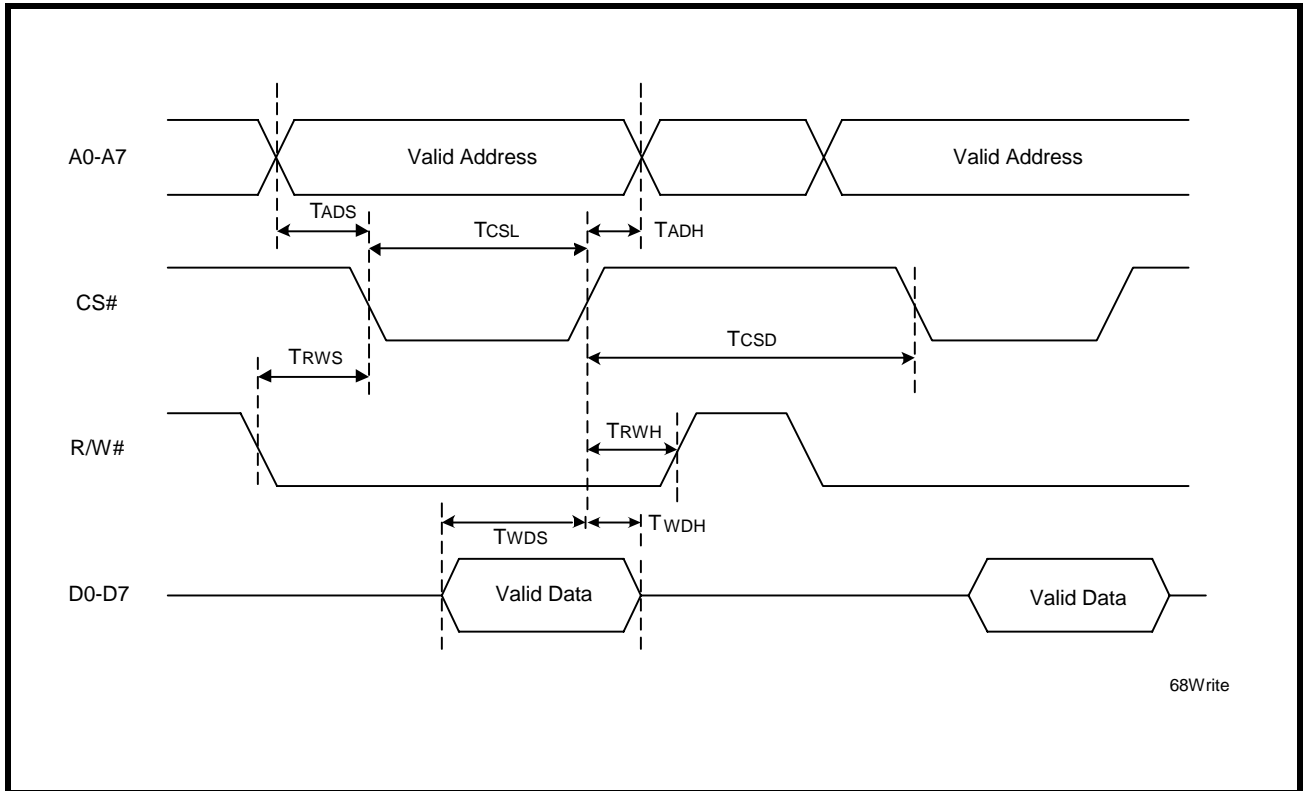 A0-A7
Valid Address
Valid Address
TADS
TCSL
TADH
CS#
TCSD
TRWS
R/W#
TRWH
TWDS
TWDH
D0-D7
Valid Data
Valid Data
68Write